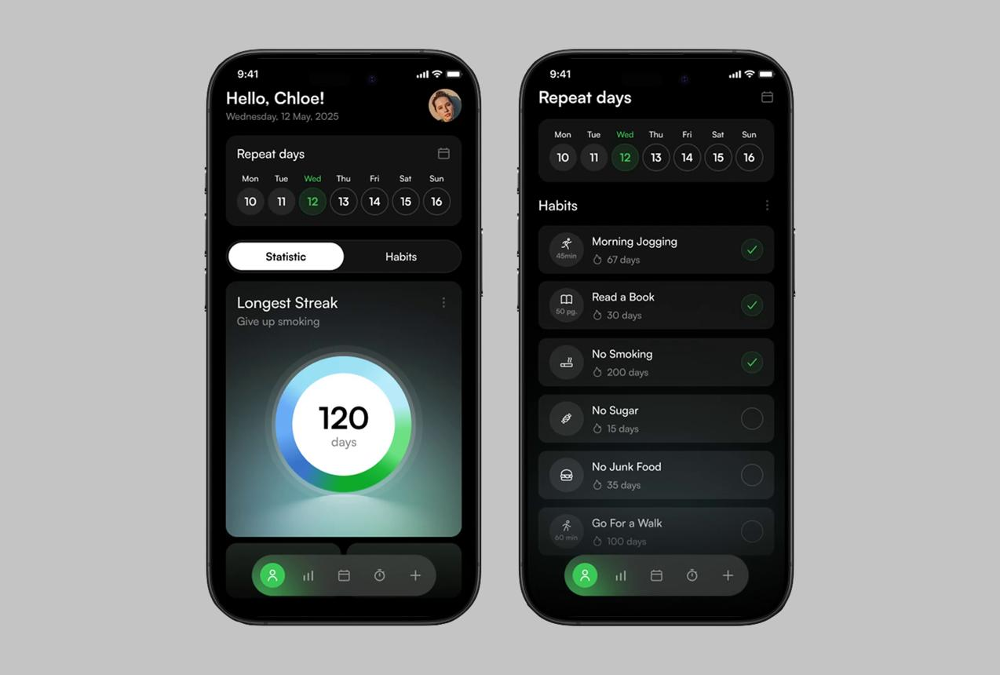 9:41
Hello, Chloe!
Wednesday, 12 May, 2025
Repeat days
Mon Tue Wed Thu Fri Sat Sun
10 11 12 13 14 15 16
Statistic Habits
Longest Streak
Give up smoking
120
days
9:41
Repeat days
Mon Tue Wed Thu Fri Sat Sun
10 11 12 13 14 15 16
Habits
Morning Jogging
45min
67 days
Read a Book
50 pg.
30 days
No Smoking
200 days
No Sugar
15 days
No Junk Food
35 days
Go For a Walk
60 min
100 days